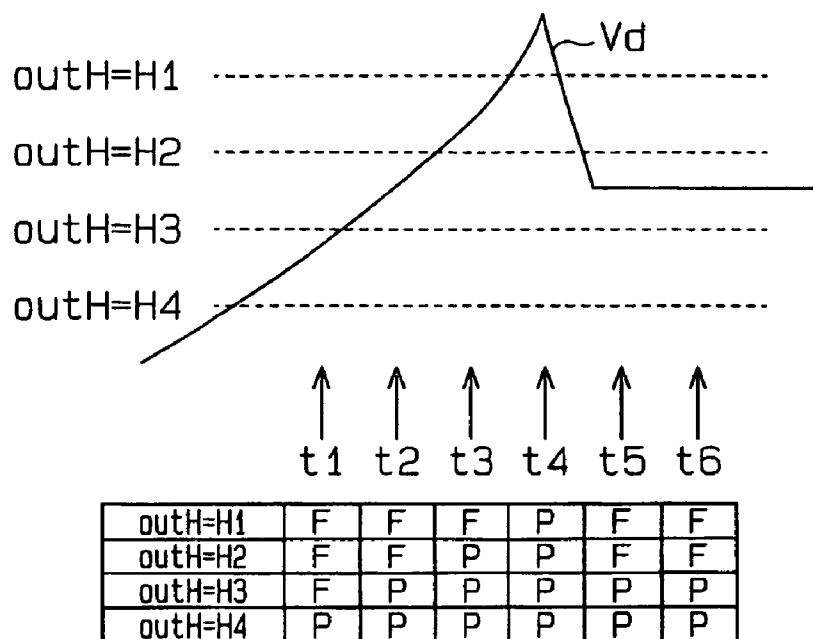 Vd
outH=H1
outH=H2
outH=H3
outH=H4
t1 t2 t3 t4 t5 t6
outH=H1 F F F P F F
outH=H2 F F P P F F
outH=H3 F P P P P P
outH=H4 P P P P P P